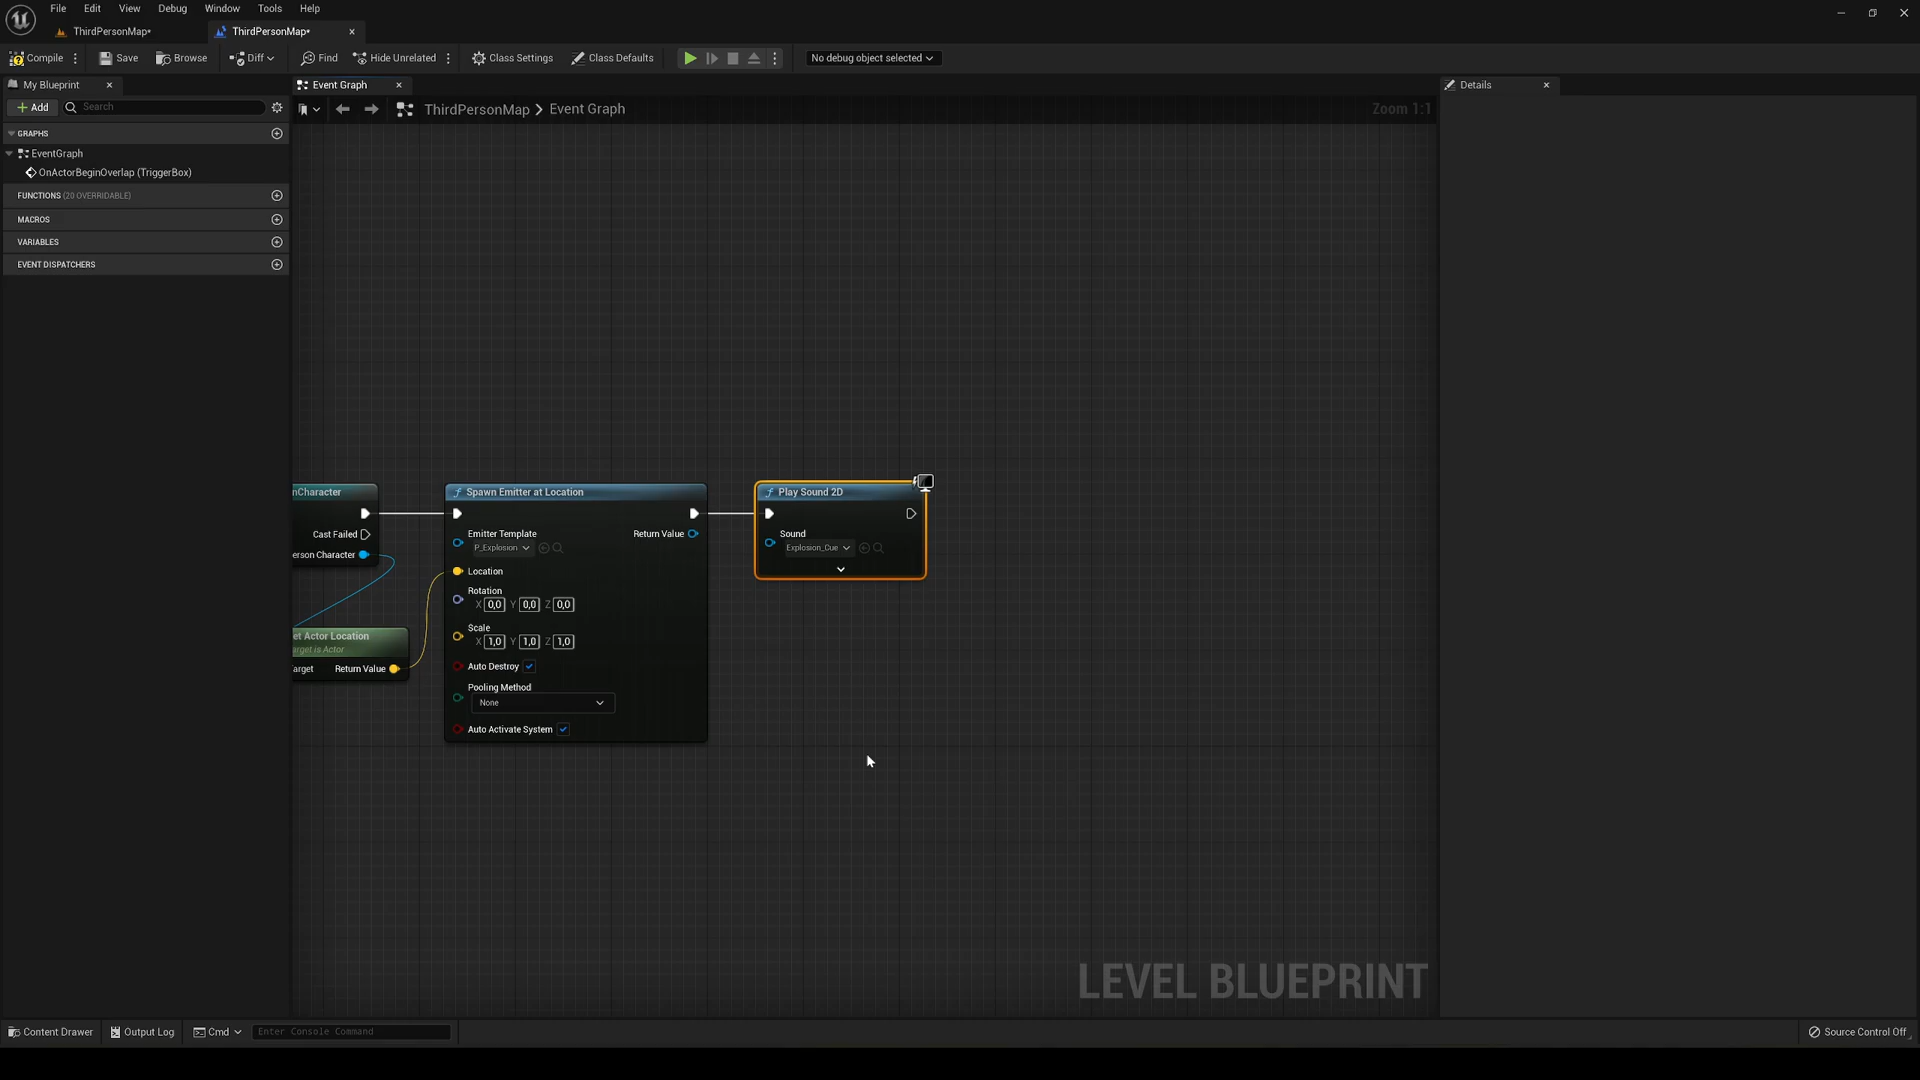 File Edit View Debug Window Tools Help
ThirdPersonMap* ThirdPersonMap*
Compile Save Browse Diff Find Hide Unrelated Class Settings Class Defaults No debug object selected
My Blueprint Event Graph Details
Add Search ThirdPersonMap Event Graph Zoom 1:1
GRAPHS
EventGraph
OnActorBeginOverlap (TriggerBox)
FUNCTIONS (20 OVERRIDABLE)
MACROS
VARIABLES
EVENT DISPATCHERS
nCharacter
Cast Failed
erson Character
et Actor Location
arget is Actor
arget Return Value
Spawn Emitter at Location
Emitter Template Return Value
P_Explosion
Location
Rotation
X 0,0 Y 0,0 Z 0,0
Scale
X 1,0 Y 1,0 Z 1,0
Auto Destroy
Pooling Method
None
Auto Activate System
Play Sound 2D
Sound
Explosion_Cue
LEVEL BLUEPRINT
Content Drawer Output Log Cmd Enter Console Command Source Control Off